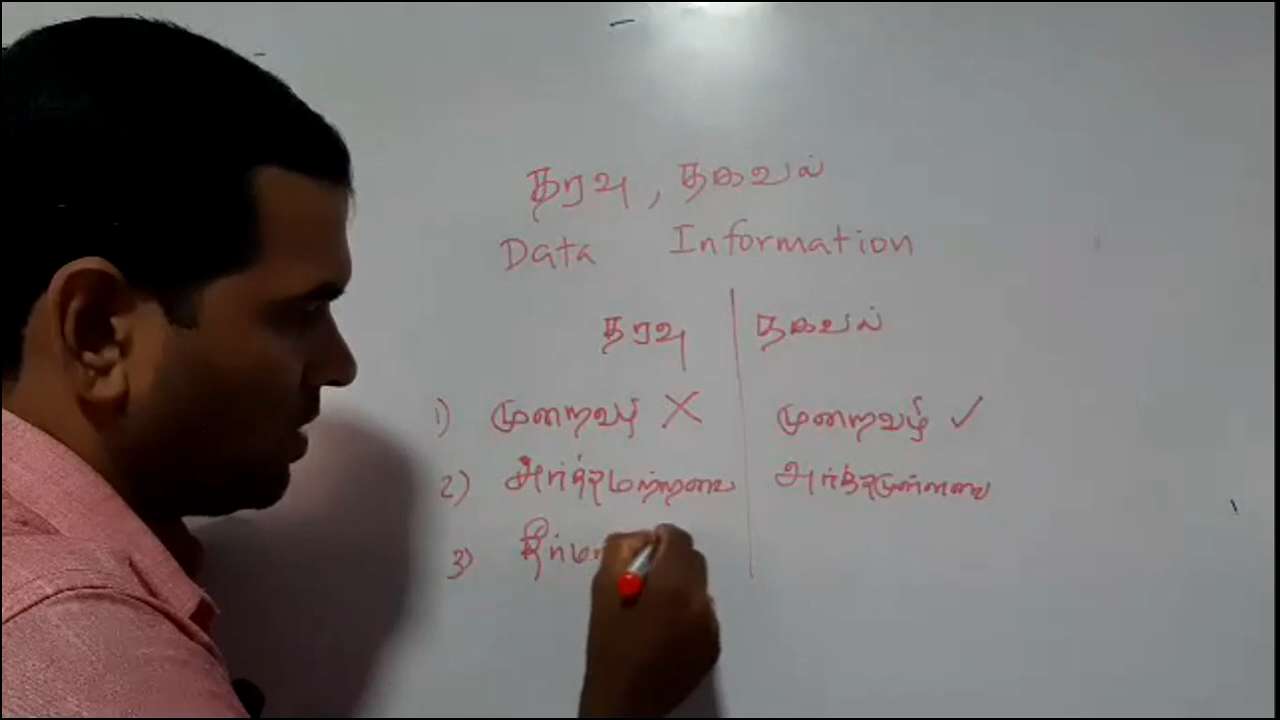 தரவு , தகவல்
Data Information
தரவு தகவல்
1) முறைவழி X முறைவழி ✓
2) அர்த்தமற்றவை அர்த்தமுள்ளவை
3)